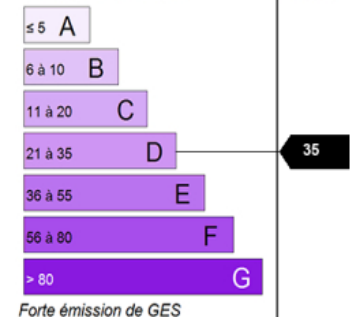 ≤ 5 A
6 à 10 B
11 à 20 C
21 à 35 D 35
36 à 55 E
56 à 80 F
> 80 G
Forte émission de GES